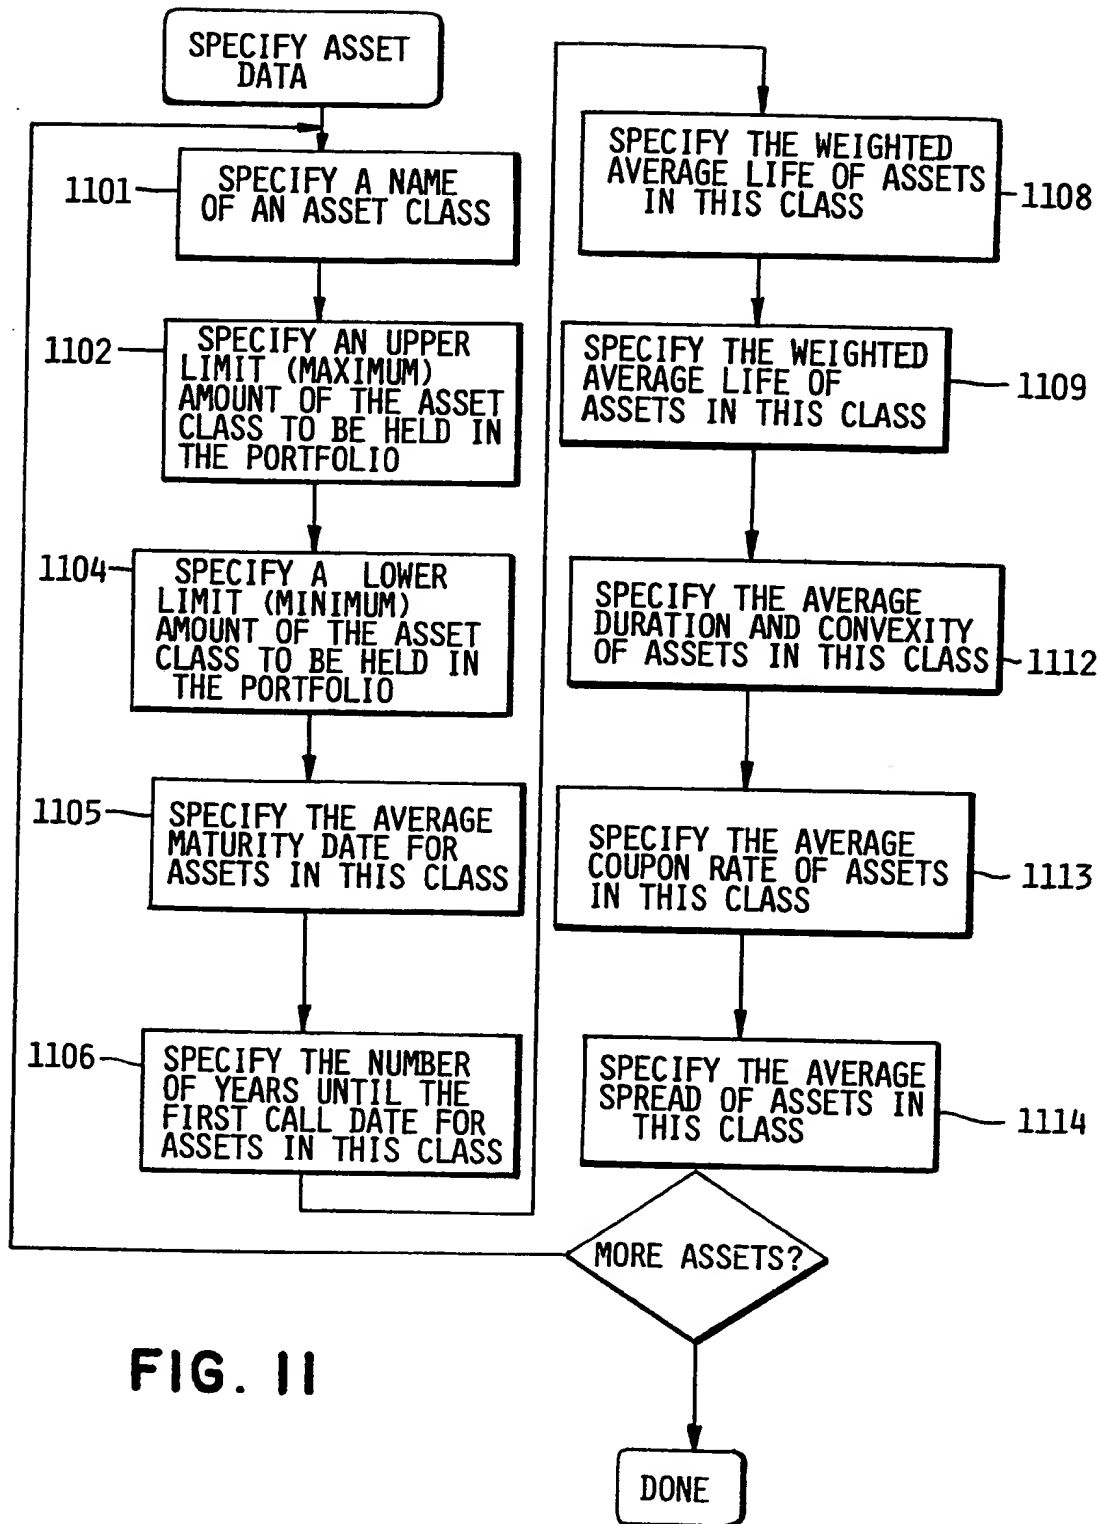 SPECIFY ASSET
DATA
1101
SPECIFY A NAME
OF AN ASSET CLASS
1102
SPECIFY AN UPPER
LIMIT (MAXIMUM)
AMOUNT OF THE ASSET
CLASS TO BE HELD IN
THE PORTFOLIO
1104
SPECIFY A LOWER
LIMIT (MINIMUM)
AMOUNT OF THE ASSET
CLASS TO BE HELD IN
THE PORTFOLIO
1105
SPECIFY THE AVERAGE
MATURITY DATE FOR
ASSETS IN THIS CLASS
1106
SPECIFY THE NUMBER
OF YEARS UNTIL THE
FIRST CALL DATE FOR
ASSETS IN THIS CLASS
SPECIFY THE WEIGHTED
AVERAGE LIFE OF ASSETS
IN THIS CLASS
1108
SPECIFY THE WEIGHTED
AVERAGE LIFE OF
ASSETS IN THIS CLASS
1109
SPECIFY THE AVERAGE
DURATION AND CONVEXITY
OF ASSETS IN THIS CLASS
1112
SPECIFY THE AVERAGE
COUPON RATE OF ASSETS
IN THIS CLASS
1113
SPECIFY THE AVERAGE
SPREAD OF ASSETS IN
THIS CLASS
1114
MORE ASSETS?
DONE
FIG. 11